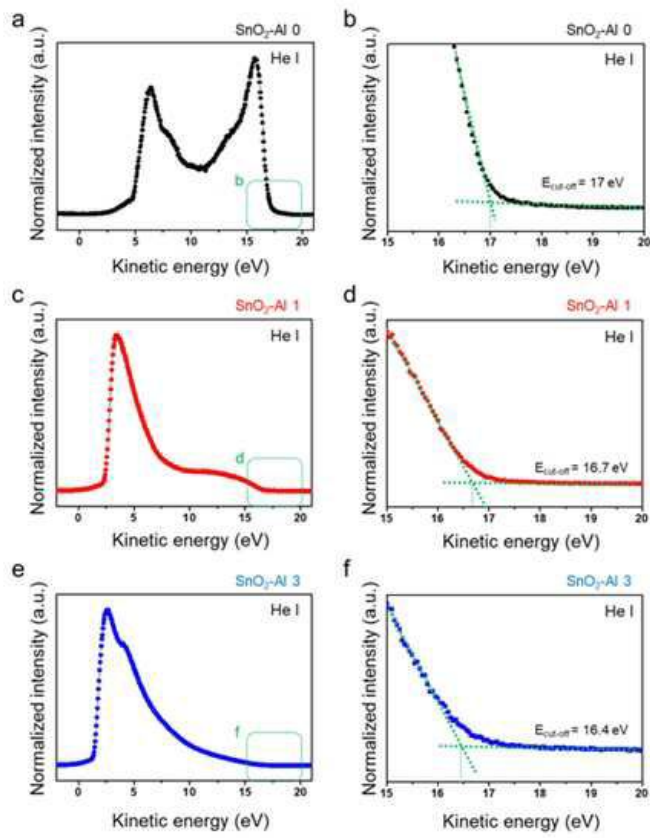 a
SnO₂-Al 0
He I
b
Normalized intensity (a.u.)
0 5 10 15 20
Kinetic energy (eV)
b
SnO₂-Al 0
He I
E_cut-off = 17 eV
Normalized intensity (a.u.)
15 16 17 18 19 20
Kinetic energy (eV)
c
SnO₂-Al 1
He I
d
Normalized intensity (a.u.)
0 5 10 15 20
Kinetic energy (eV)
d
SnO₂-Al 1
He I
E_cut-off = 16.7 eV
Normalized intensity (a.u.)
15 16 17 18 19 20
Kinetic energy (eV)
e
SnO₂-Al 3
He I
f
Normalized intensity (a.u.)
0 5 10 15 20
Kinetic energy (eV)
f
SnO₂-Al 3
He I
E_cut-off = 16.4 eV
Normalized intensity (a.u.)
15 16 17 18 19 20
Kinetic energy (eV)